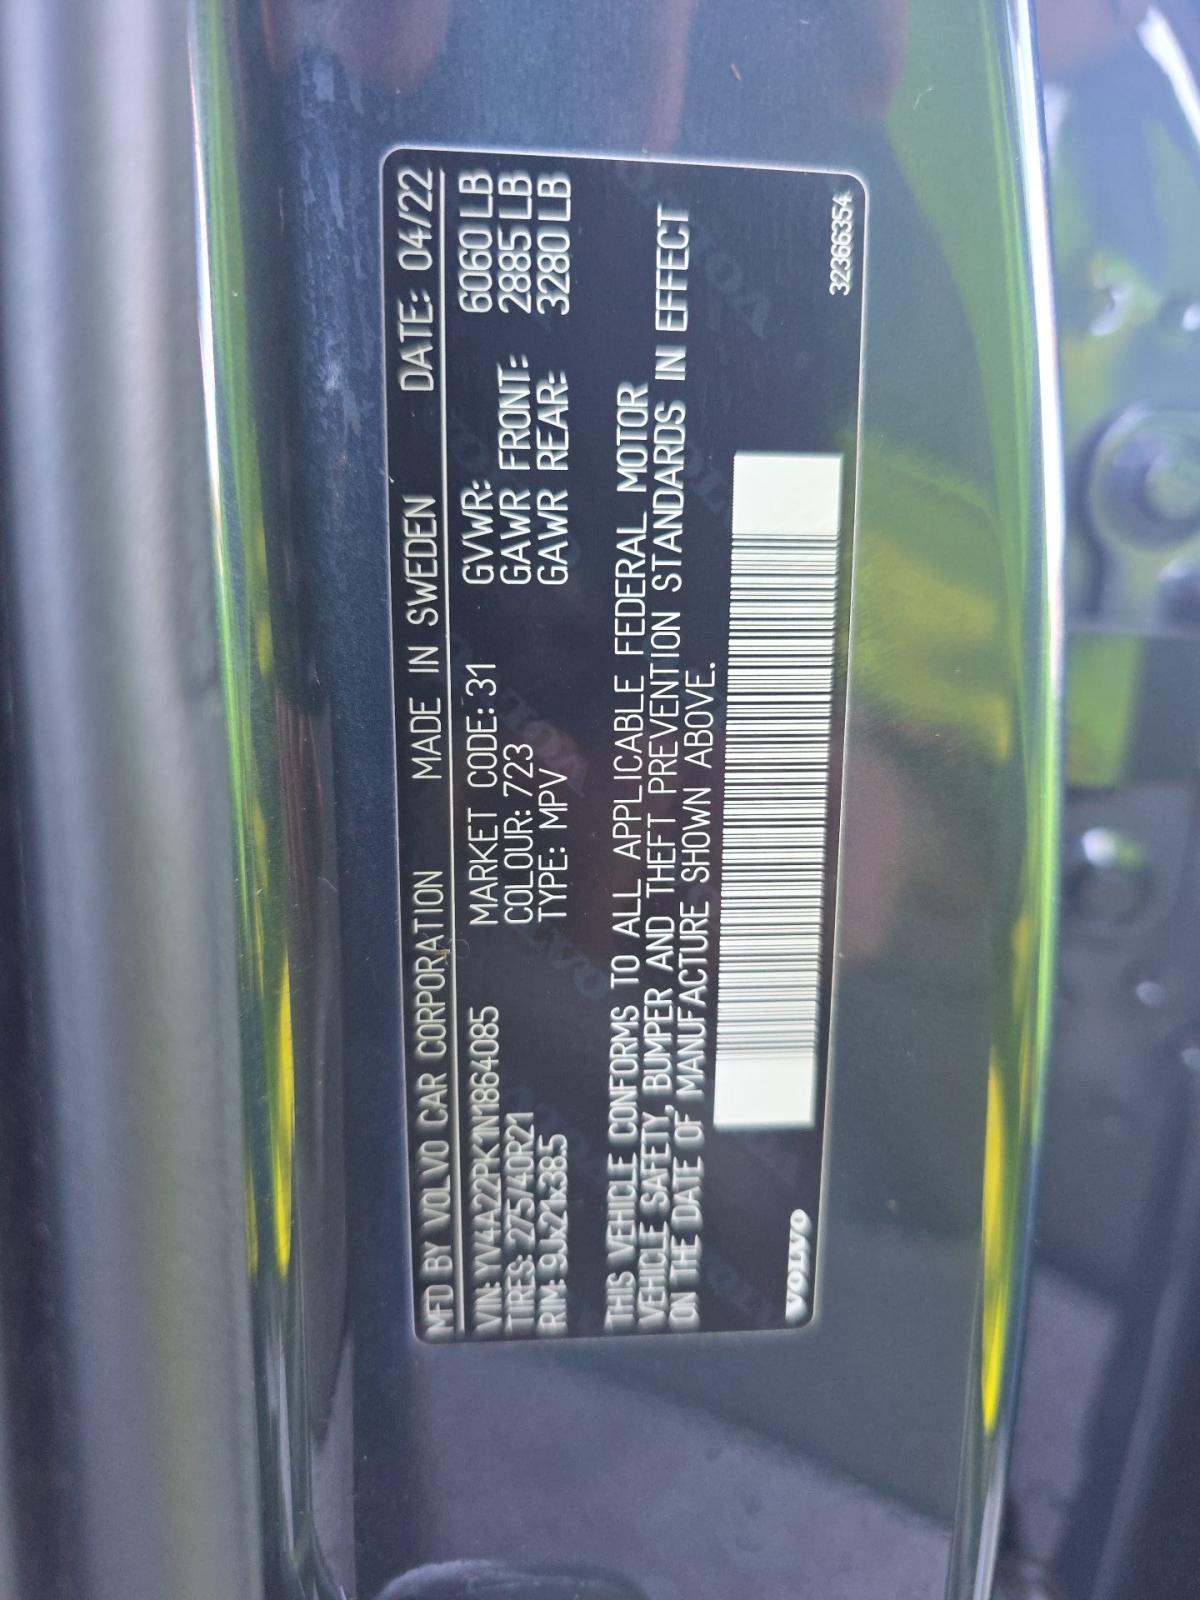 MFD BY VOLVO CAR CORPORATION MADE IN SWEDEN DATE: 04/22
VIN: YV4A22PK1N1864085 MARKET CODE: 31 GVWR: 6060 LB
TIRES: 275/40R21 COLOUR: 723 GAWR FRONT: 2885 LB
RIM: 9Jx21x38.5 TYPE: MPV GAWR REAR: 3280 LB
THIS VEHICLE CONFORMS TO ALL APPLICABLE FEDERAL MOTOR
VEHICLE SAFETY, BUMPER AND THEFT PREVENTION STANDARDS IN EFFECT
ON THE DATE OF MANUFACTURE SHOWN ABOVE.
VOLVO 32366354